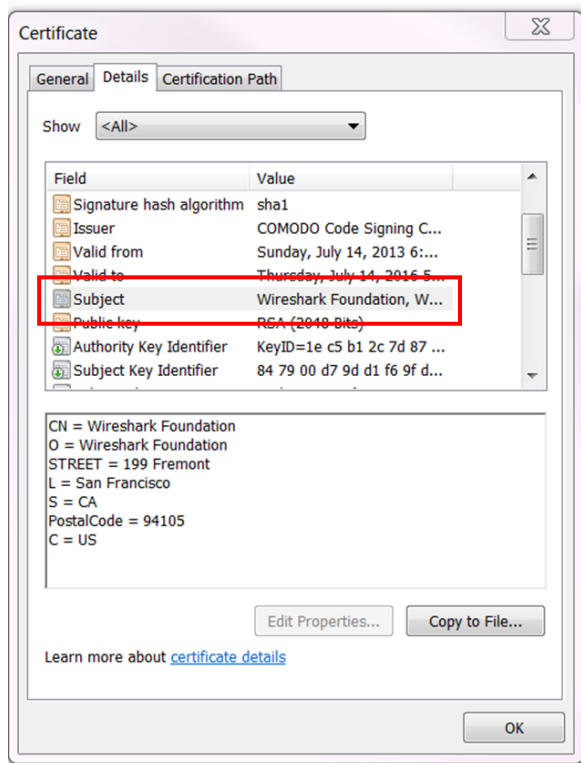 Certificate
General Details Certification Path
Show <All>
Field Value
Signature hash algorithm sha1
Issuer COMODO Code Signing C...
Valid from Sunday, July 14, 2013 6:...
Valid to Thursday, July 14, 2016 5...
Subject Wireshark Foundation, W...
Public key RSA (2048 Bits)
Authority Key Identifier KeyID=1e c5 b1 2c 7d 87 ...
Subject Key Identifier 84 79 00 d7 9d d1 f6 9f d...
CN = Wireshark Foundation
O = Wireshark Foundation
STREET = 199 Fremont
L = San Francisco
S = CA
PostalCode = 94105
C = US
Edit Properties... Copy to File...
Learn more about certificate details
OK